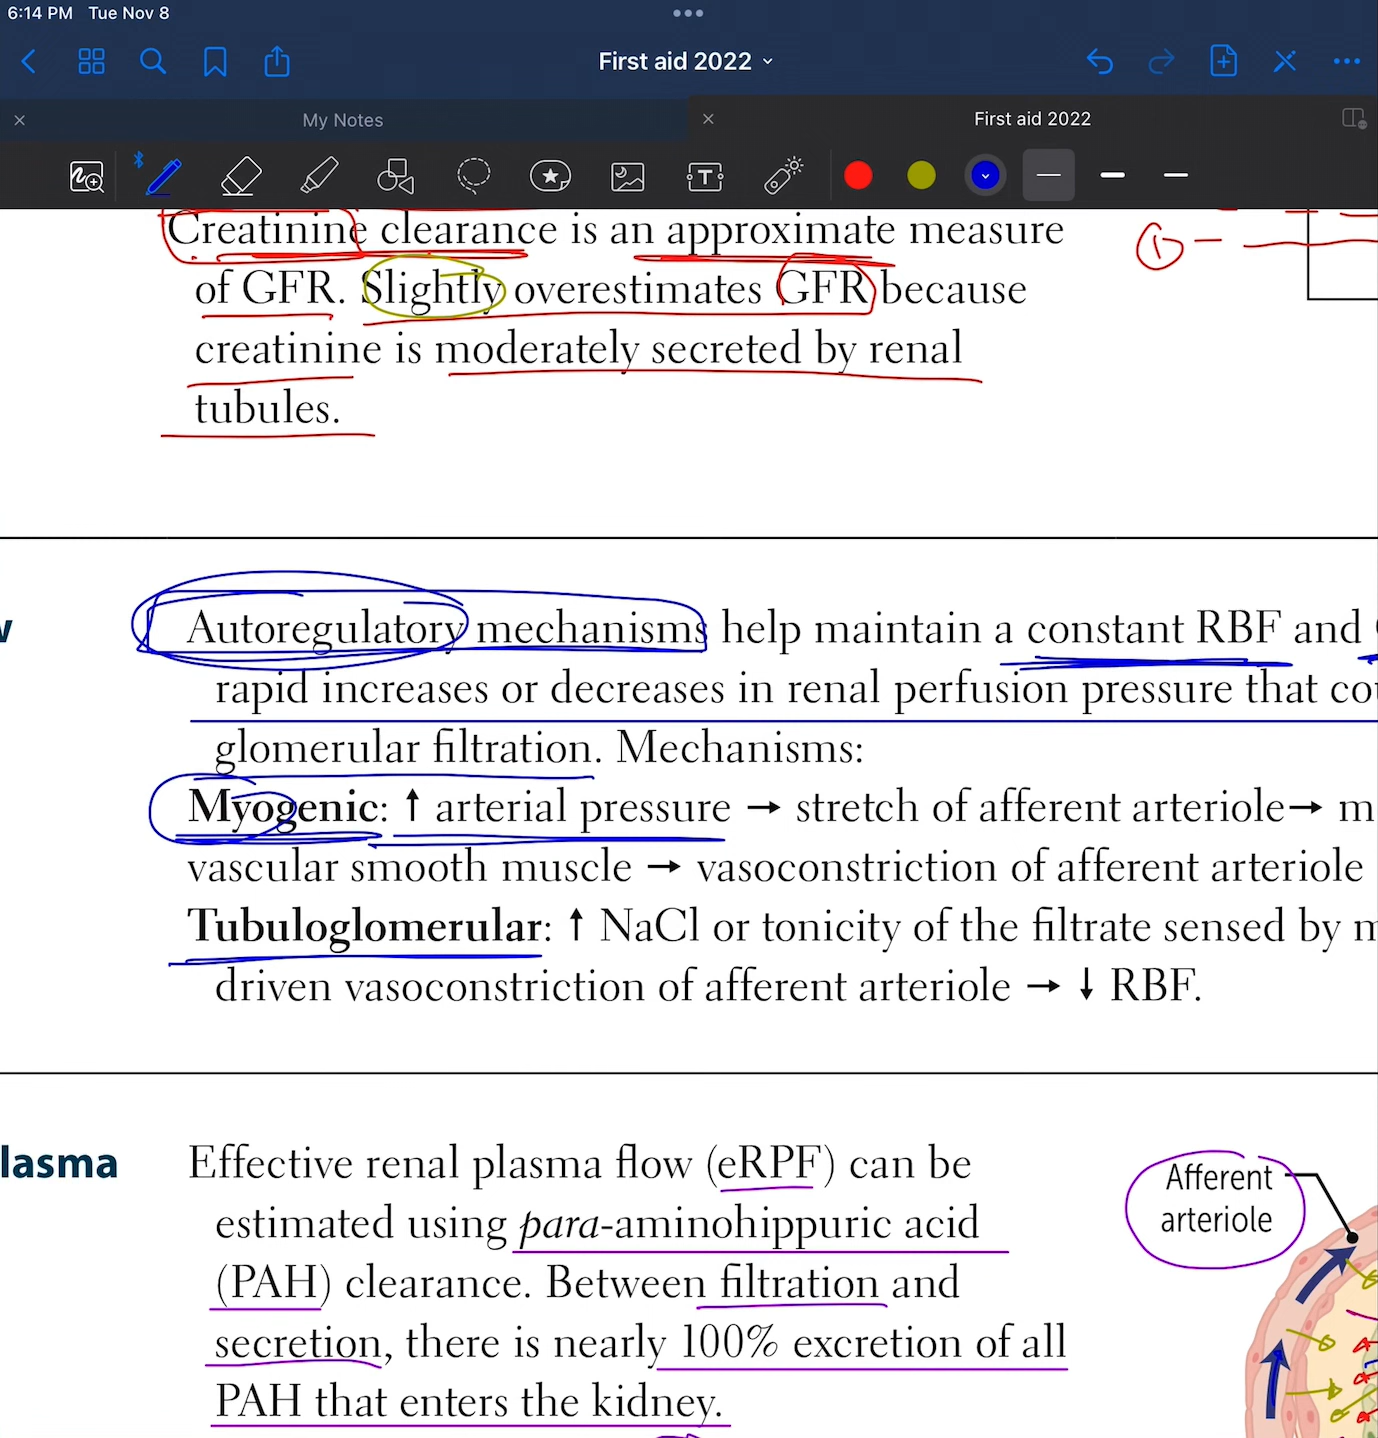 6:14 PM Tue Nov 8
First aid 2022
My Notes
First aid 2022
T
Creatinine clearance is an approximate measure
of GFR. Slightly overestimates GFR because
creatinine is moderately secreted by renal
tubules.
①
Autoregulatory mechanisms help maintain a constant RBF and
rapid increases or decreases in renal perfusion pressure that
glomerular filtration. Mechanisms:
Myogenic: ↑ arterial pressure → stretch of afferent arteriole→
vascular smooth muscle → vasoconstriction of afferent arteriole
Tubuloglomerular: ↑ NaCl or tonicity of the filtrate sensed by
driven vasoconstriction of afferent arteriole → ↓ RBF.
lasma
Effective renal plasma flow (eRPF) can be
estimated using para-aminohippuric acid
(PAH) clearance. Between filtration and
secretion, there is nearly 100% excretion of all
PAH that enters the kidney.
Afferent
arteriole